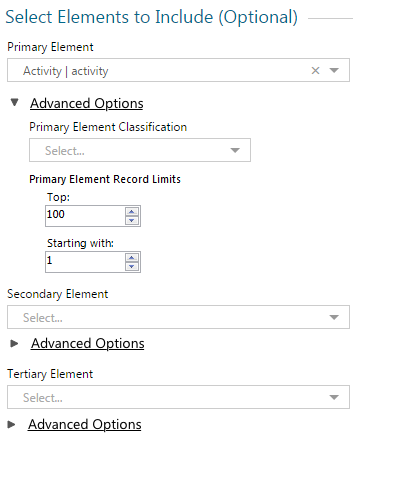 Select Elements to Include (Optional)
Primary Element
Activity | activity
Advanced Options
Primary Element Classification
Select...
Primary Element Record Limits
Top:
100
Starting with:
1
Secondary Element
Select...
Advanced Options
Tertiary Element
Select...
Advanced Options